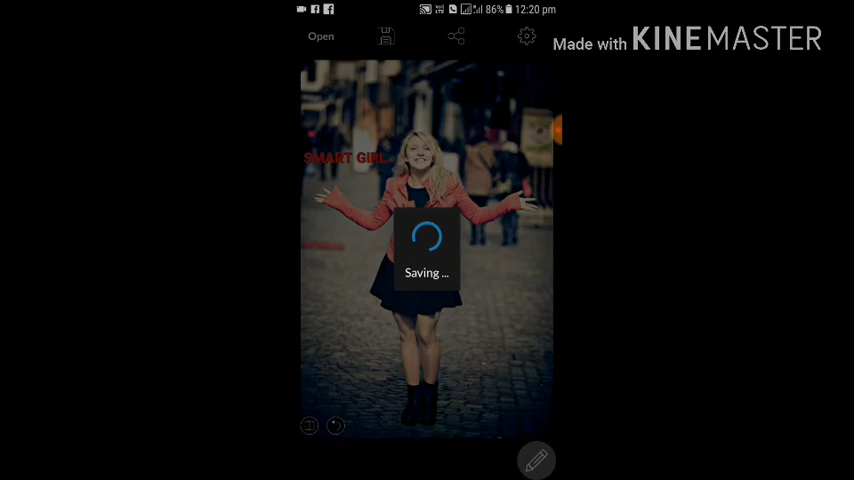 86% 12:20 pm
Open
Made with KINEMASTER
SMART GIRL
Saving ...